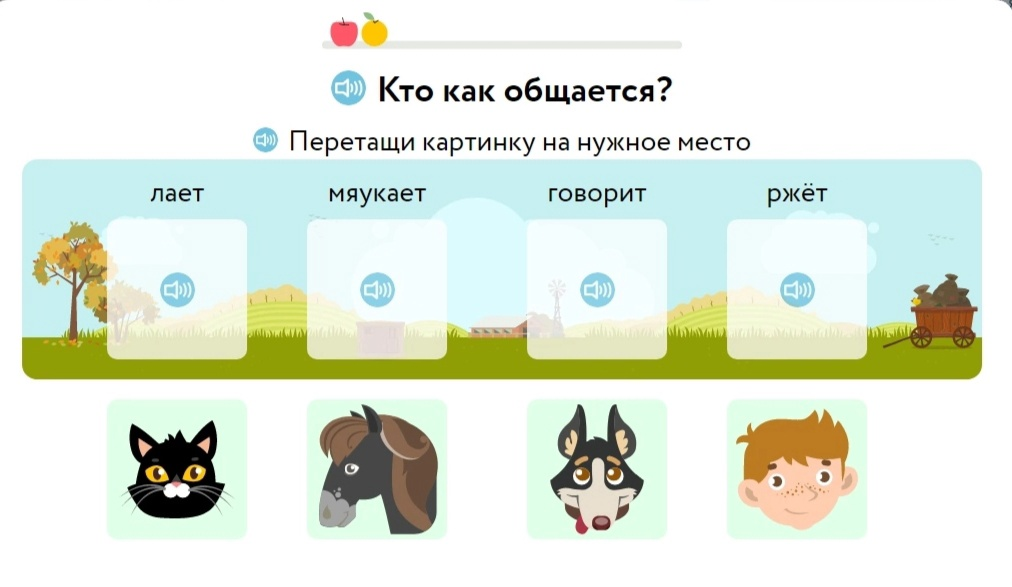 Кто как общается?
Перетащи картинку на нужное место
лает мяукает говорит ржёт